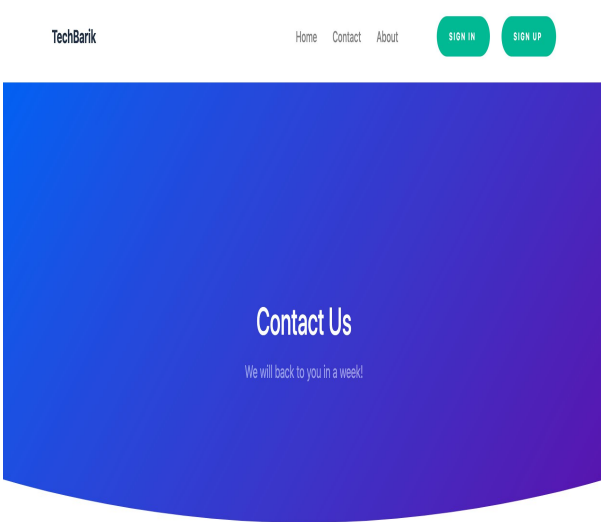 TechBarik
Home Contact About SIGN IN SIGN UP
Contact Us
We will back to you in a week!